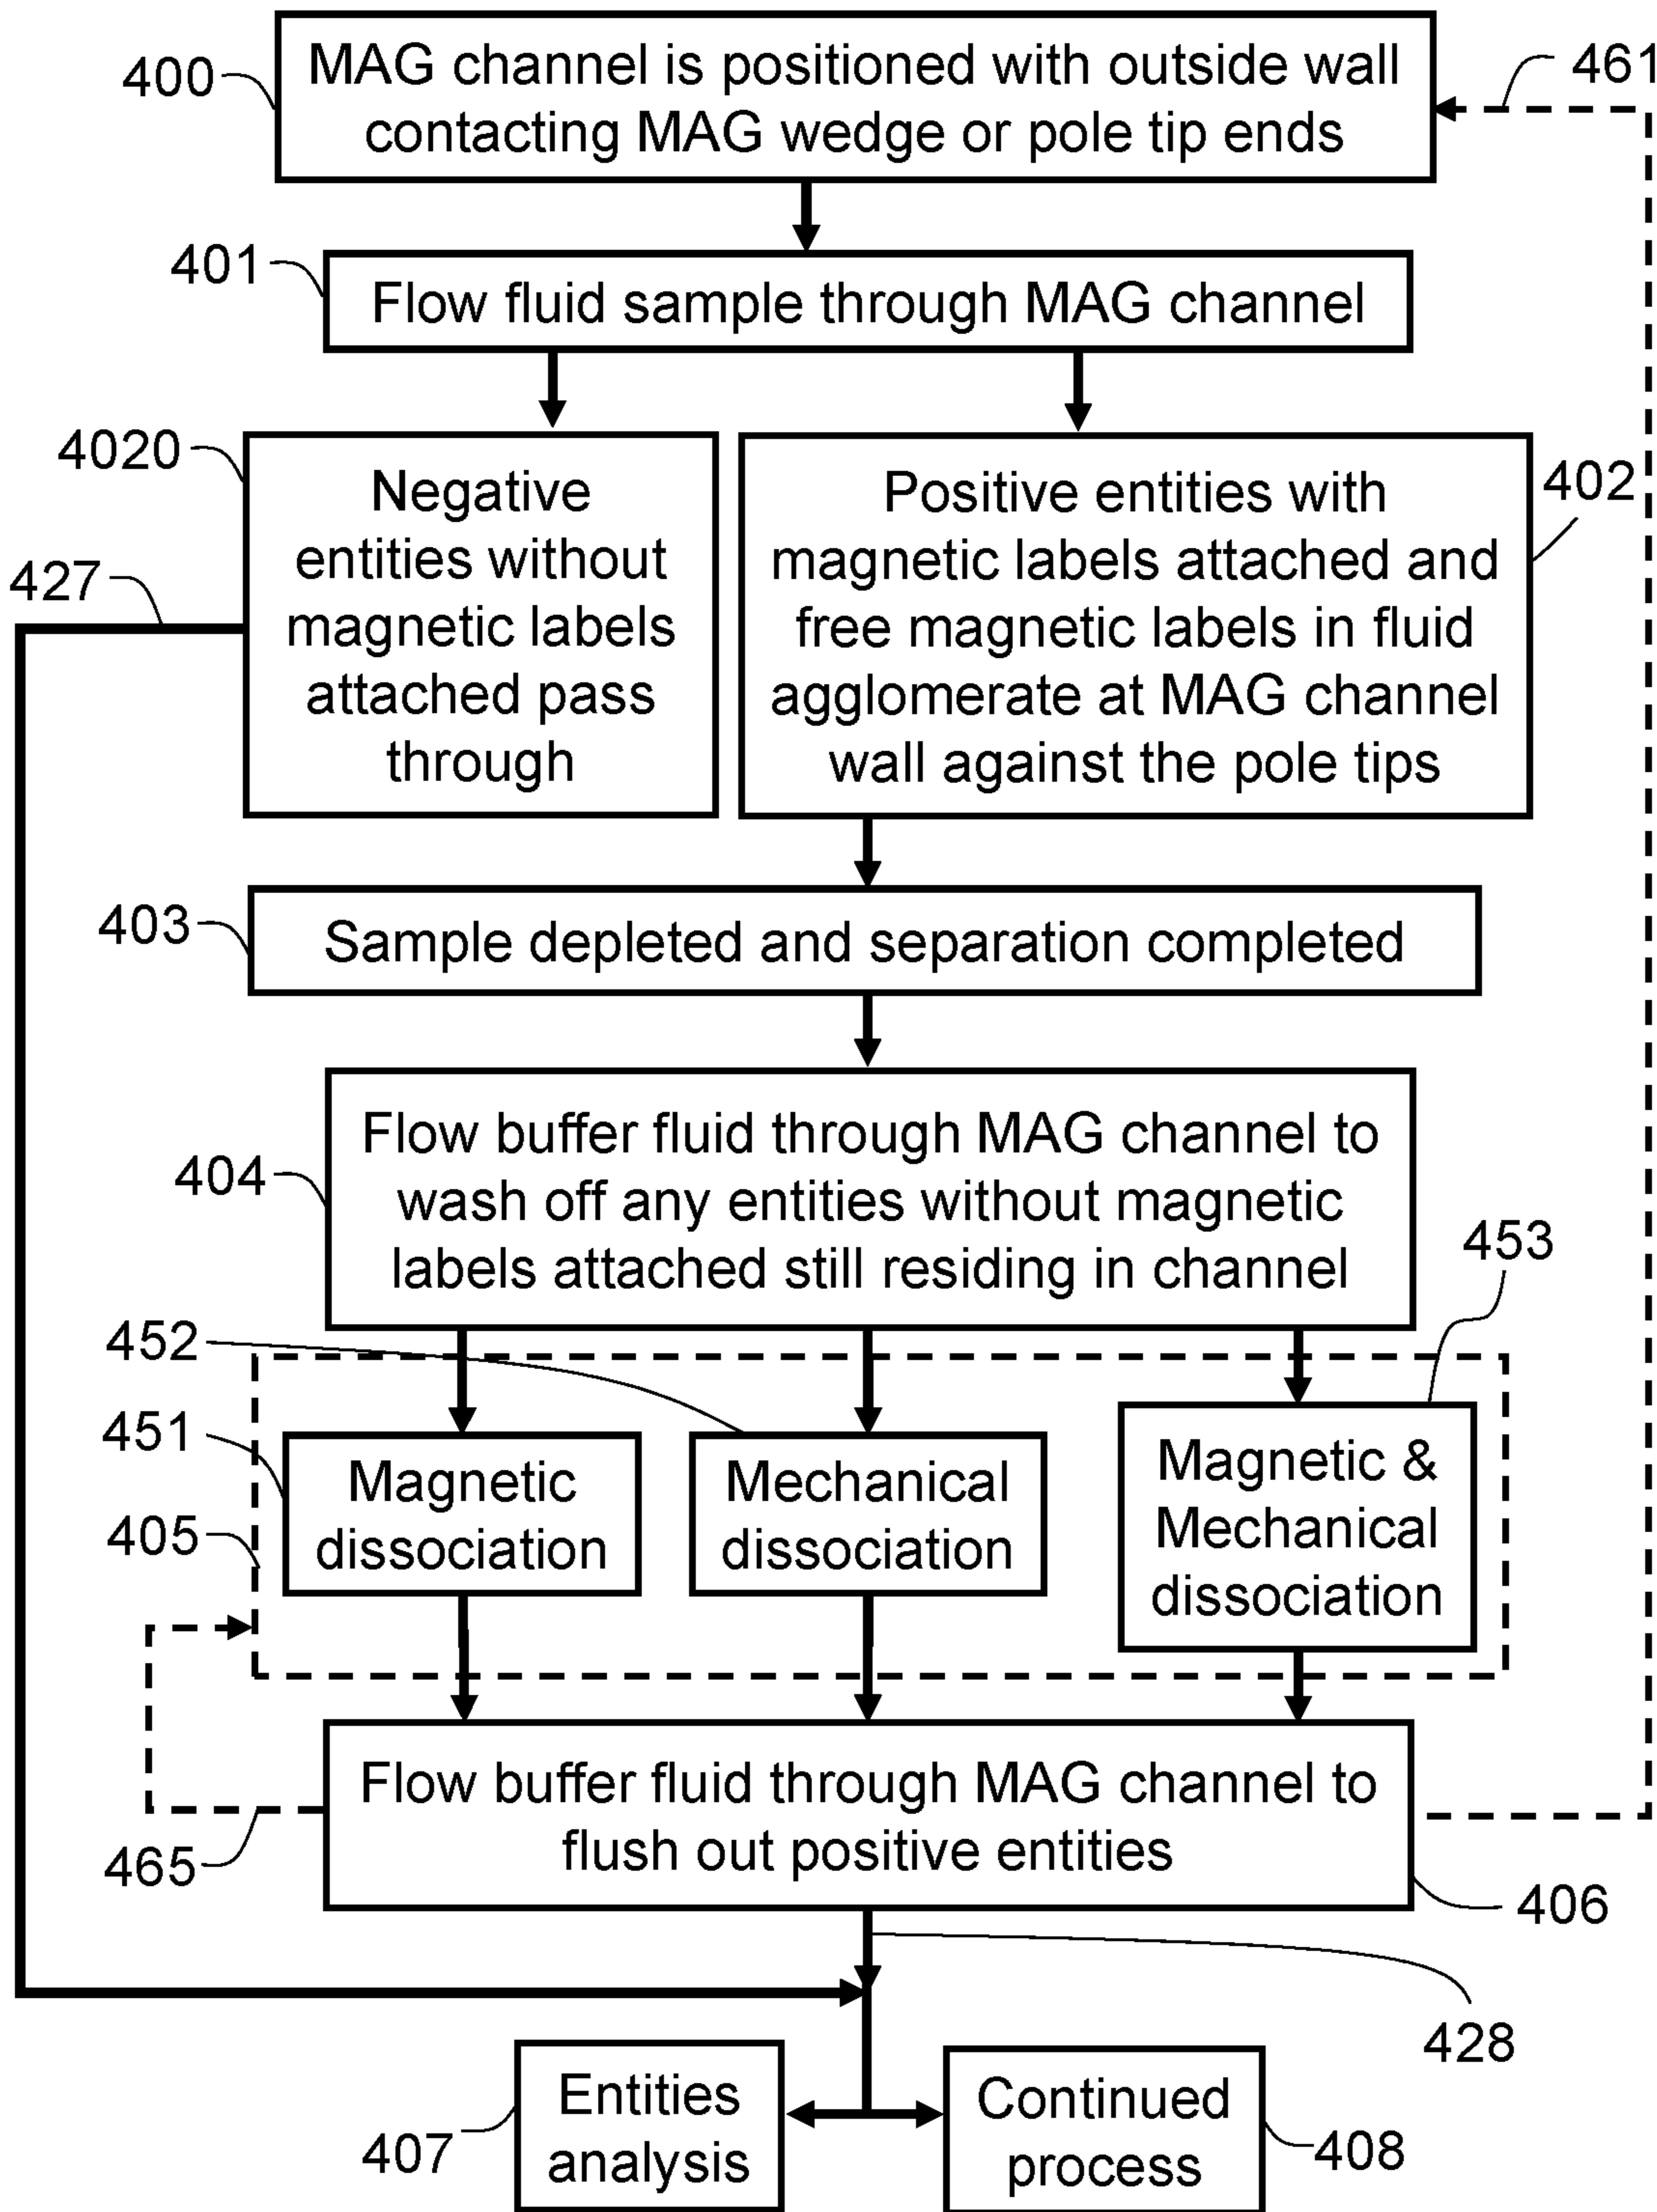 400
MAG channel is positioned with outside wall
contacting MAG wedge or pole tip ends
461
401
Flow fluid sample through MAG channel
4020
Negative
entities without
magnetic labels
attached pass
through
427
Positive entities with
magnetic labels attached and
free magnetic labels in fluid
agglomerate at MAG channel
wall against the pole tips
402
403
Sample depleted and separation completed
404
Flow buffer fluid through MAG channel to
wash off any entities without magnetic
labels attached still residing in channel
453
452
451
405
Magnetic
dissociation
Mechanical
dissociation
Magnetic &
Mechanical
dissociation
465
Flow buffer fluid through MAG channel to
flush out positive entities
406
428
407
Entities
analysis
Continued
process
408